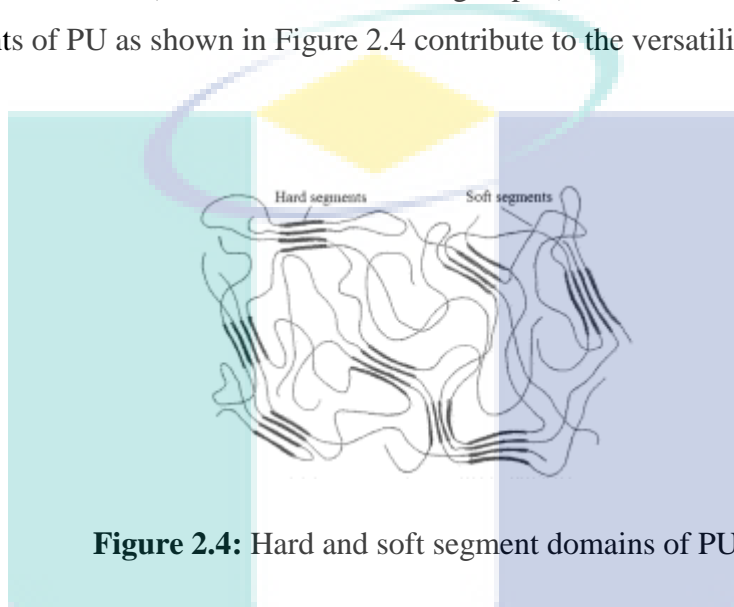 nts of PU as shown in Figure 2.4 contribute to the versatili
Hard segments Soft segments
Figure 2.4: Hard and soft segment domains of PU